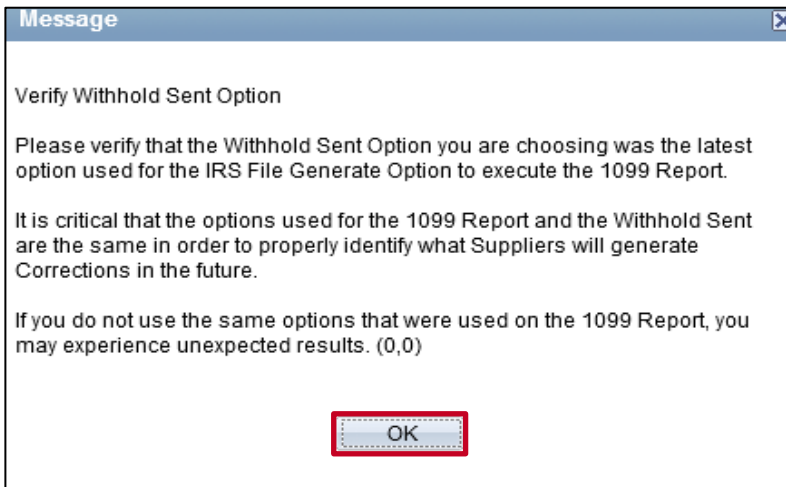 Message
Verify Withhold Sent Option
Please verify that the Withhold Sent Option you are choosing was the latest
option used for the IRS File Generate Option to execute the 1099 Report.
It is critical that the options used for the 1099 Report and the Withhold Sent
are the same in order to properly identify what Suppliers will generate
Corrections in the future.
If you do not use the same options that were used on the 1099 Report, you
may experience unexpected results. (0,0)
OK